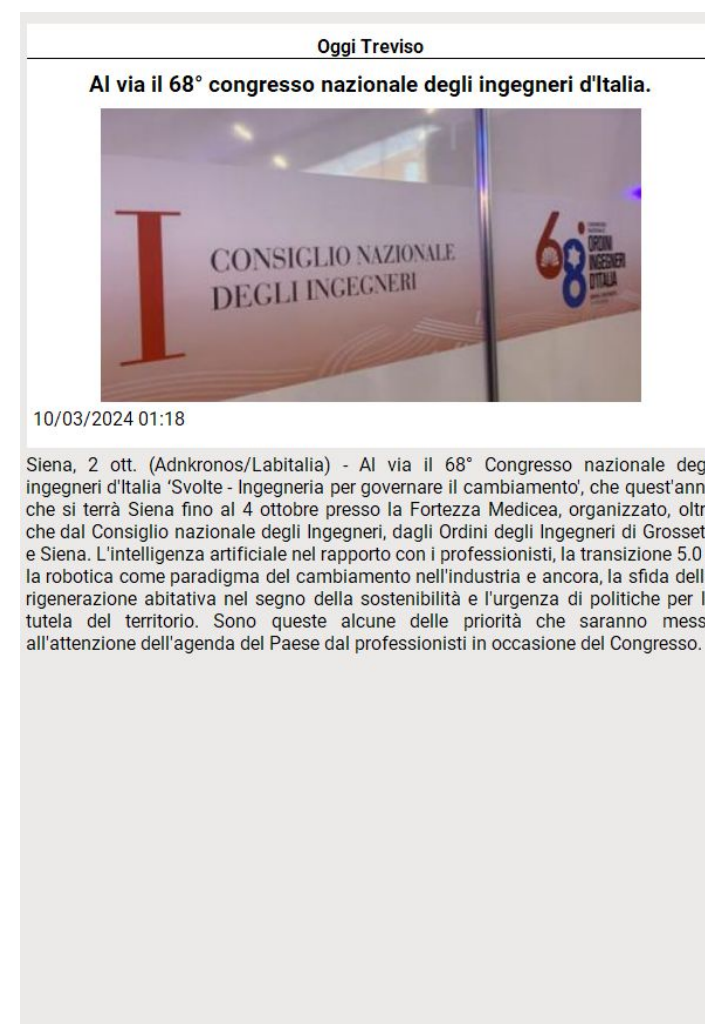 Oggi Treviso
Al via il 68° congresso nazionale degli ingegneri d'Italia.
I
CONSIGLIO NAZIONALE
DEGLI INGEGNERI
68
ORDINI
INGEGNERI
D'ITALIA
10/03/2024 01:18
Siena, 2 ott. (Adnkronos/Labitalia) - Al via il 68° Congresso nazionale deg
ingegneri d'Italia 'Svolte - Ingegneria per governare il cambiamento', che quest'ann
che si terrà Siena fino al 4 ottobre presso la Fortezza Medicea, organizzato, oltr
che dal Consiglio nazionale degli Ingegneri, dagli Ordini degli Ingegneri di Grosset
e Siena. L'intelligenza artificiale nel rapporto con i professionisti, la transizione 5.0
la robotica come paradigma del cambiamento nell'industria e ancora, la sfida dell
rigenerazione abitativa nel segno della sostenibilità e l'urgenza di politiche per l
tutela del territorio. Sono queste alcune delle priorità che saranno mess
all'attenzione dell'agenda del Paese dal professionisti in occasione del Congresso.